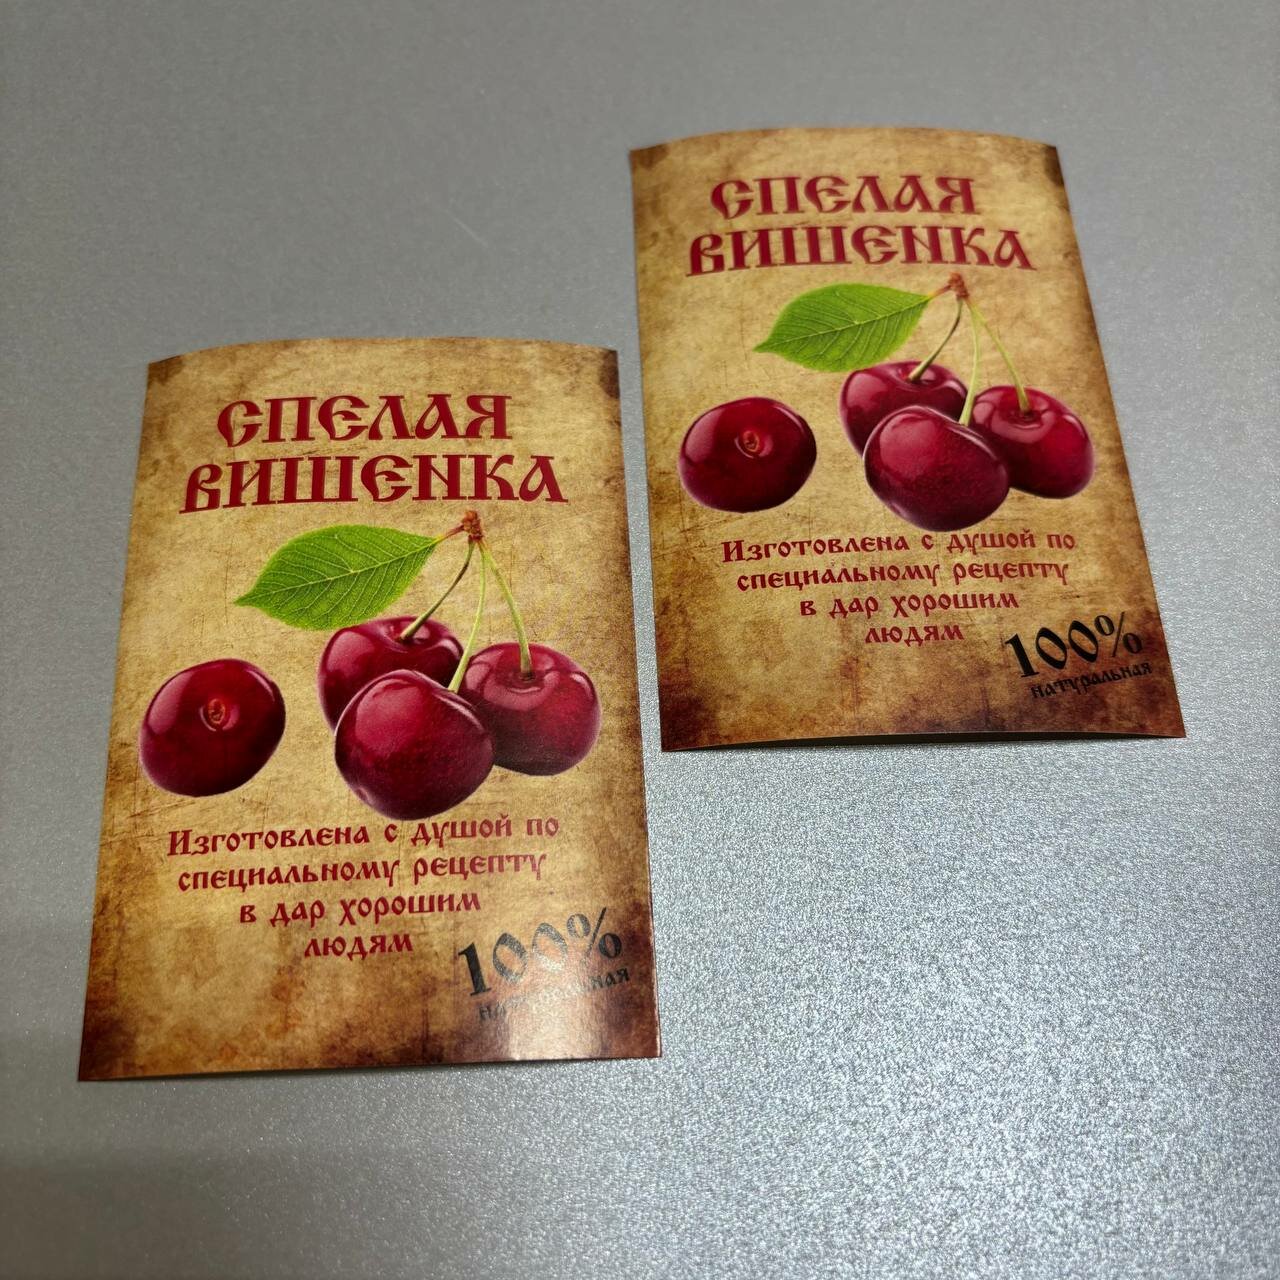 СПЕЛАЯ
ВИШЕНКА
Изготовлена с душой по
специальному рецепту
в дар хорошим
людям
100%
натуральная
СПЕЛАЯ
ВИШЕНКА
Изготовлена с душой по
специальному рецепту
в дар хорошим
людям
100%
натуральная